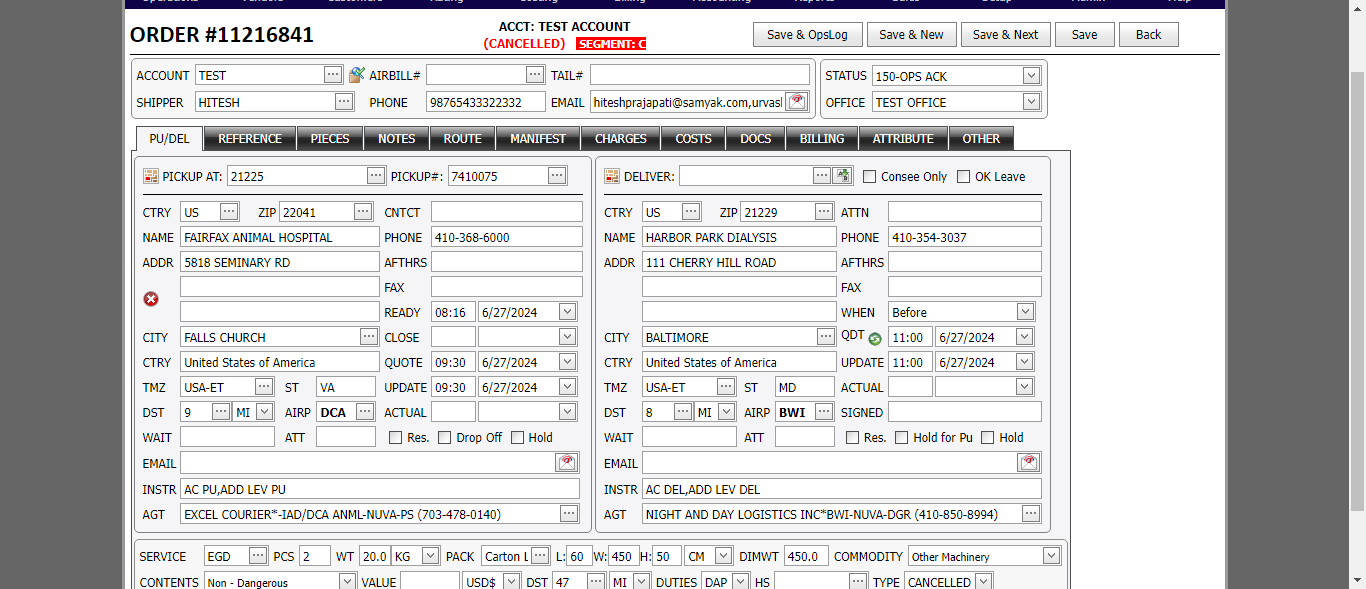 ORDER #11216841
ACCT: TEST ACCOUNT
(CANCELLED) SEGMENT: C
Save & OpsLog Save & New Save & Next Save Back
ACCOUNT TEST AIRBILL# TAIL#
SHIPPER HITESH PHONE 98765433322332 EMAIL hiteshprajapati@samyak.com,urvas
STATUS 150-OPS ACK
OFFICE TEST OFFICE
PU/DEL REFERENCE PIECES NOTES ROUTE MANIFEST CHARGES COSTS DOCS BILLING ATTRIBUTE OTHER
PICKUP AT: 21225 PICKUP#: 7410075
CTRY US ZIP 22041 CNTCT
NAME FAIRFAX ANIMAL HOSPITAL PHONE 410-368-6000
ADDR 5818 SEMINARY RD AFTHRS
FAX
READY 08:16 6/27/2024
CITY FALLS CHURCH CLOSE
CTRY United States of America QUOTE 09:30 6/27/2024
TMZ USA-ET ST VA UPDATE 09:30 6/27/2024
DST 9 MI AIRP DCA ACTUAL
WAIT ATT Res. Drop Off Hold
EMAIL
INSTR AC PU,ADD LEV PU
AGT EXCEL COURIER*-IAD/DCA ANML-NUVA-PS (703-478-0140)
DELIVER: Consee Only OK Leave
CTRY US ZIP 21229 ATTN
NAME HARBOR PARK DIALYSIS PHONE 410-354-3037
ADDR 111 CHERRY HILL ROAD AFTHRS
FAX
WHEN Before
CITY BALTIMORE QDT 11:00 6/27/2024
CTRY United States of America UPDATE 11:00 6/27/2024
TMZ USA-ET ST MD ACTUAL
DST 8 MI AIRP BWI SIGNED
WAIT ATT Res. Hold for Pu Hold
EMAIL
INSTR AC DEL,ADD LEV DEL
AGT NIGHT AND DAY LOGISTICS INC*BWI-NUVA-DGR (410-850-8994)
SERVICE EGD PCS 2 WT 20.0 KG PACK Carton L L: 60 W: 450 H: 50 CM DIMWT 450.0 COMMODITY Other Machinery
CONTENTS Non - Dangerous VALUE USD$ DST 47 MI DUTIES DAP HS TYPE CANCELLED